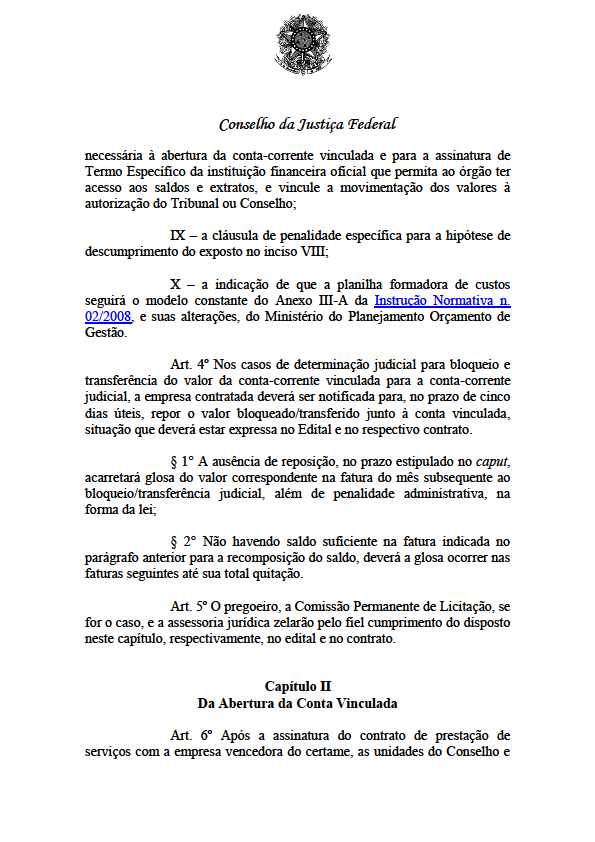 Conselho da Justiça Federal
necessária à abertura da conta-corrente vinculada e para a assinatura de
Termo Específico da instituição financeira oficial que permita ao órgão ter
acesso aos saldos e extratos, e vincule a movimentação dos valores à
autorização do Tribunal ou Conselho;
IX – a cláusula de penalidade específica para a hipótese de
descumprimento do exposto no inciso VIII;
X – a indicação de que a planilha formadora de custos
seguirá o modelo constante do Anexo III-A da Instrução Normativa n.
02/2008, e suas alterações, do Ministério do Planejamento Orçamento de
Gestão.
Art. 4º Nos casos de determinação judicial para bloqueio e
transferência do valor da conta-corrente vinculada para a conta-corrente
judicial, a empresa contratada deverá ser notificada para, no prazo de cinco
dias úteis, repor o valor bloqueado/transferido junto à conta vinculada,
situação que deverá estar expressa no Edital e no respectivo contrato.
§ 1° A ausência de reposição, no prazo estipulado no caput,
acarretará glosa do valor correspondente na fatura do mês subsequente ao
bloqueio/transferência judicial, além de penalidade administrativa, na
forma da lei;
§ 2° Não havendo saldo suficiente na fatura indicada no
parágrafo anterior para a recomposição do saldo, deverá a glosa ocorrer nas
faturas seguintes até sua total quitação.
Art. 5º O pregoeiro, a Comissão Permanente de Licitação, se
for o caso, e a assessoria jurídica zelarão pelo fiel cumprimento do disposto
neste capítulo, respectivamente, no edital e no contrato.
Capítulo II
Da Abertura da Conta Vinculada
Art. 6º Após a assinatura do contrato de prestação de
serviços com a empresa vencedora do certame, as unidades do Conselho e